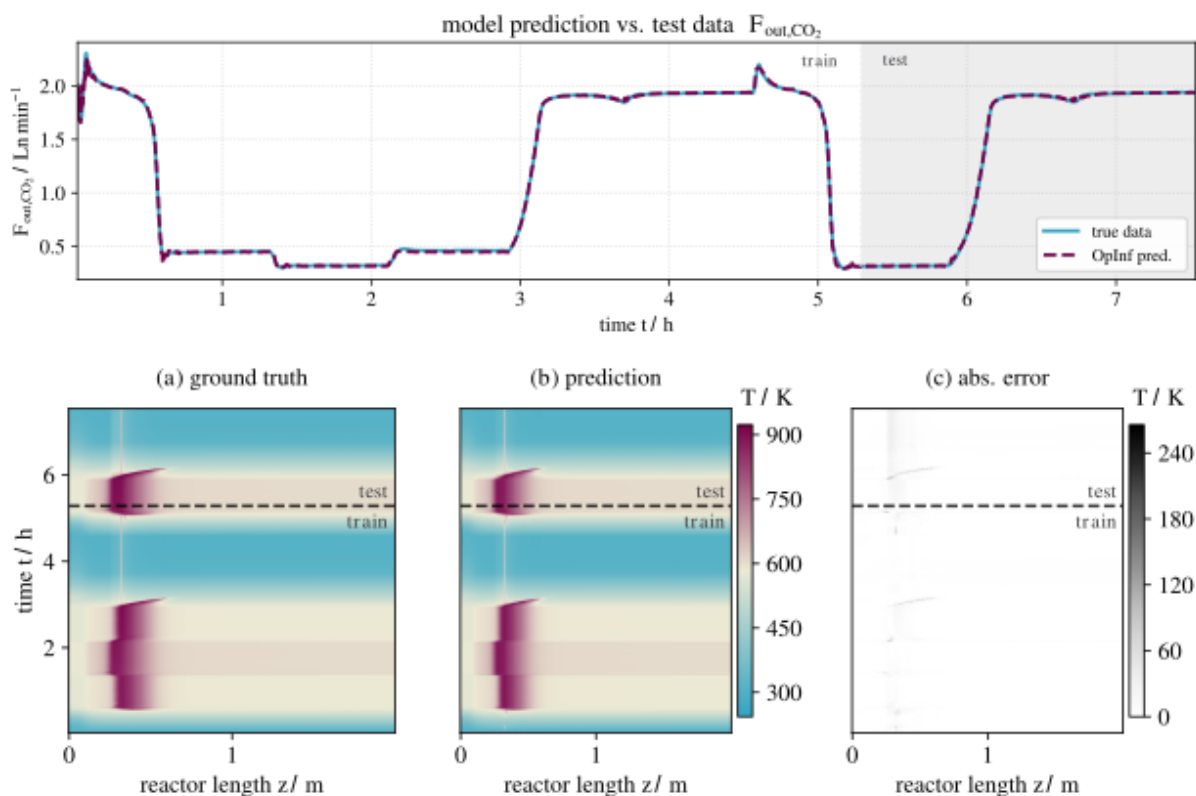 model prediction vs. test data F_out,CO₂
train test
2.0
1.5
1.0
0.5
F_out,CO₂ / Ln min⁻¹
true data
OpInf pred.
1 2 3 4 5 6 7
time t / h
(a) ground truth
(b) prediction
(c) abs. error
T / K
T / K
6
4
2
time t / h
test
train
test
train
test
train
900
750
600
450
300
240
180
120
60
0
0 1
0 1
0 1
reactor length z / m
reactor length z / m
reactor length z / m